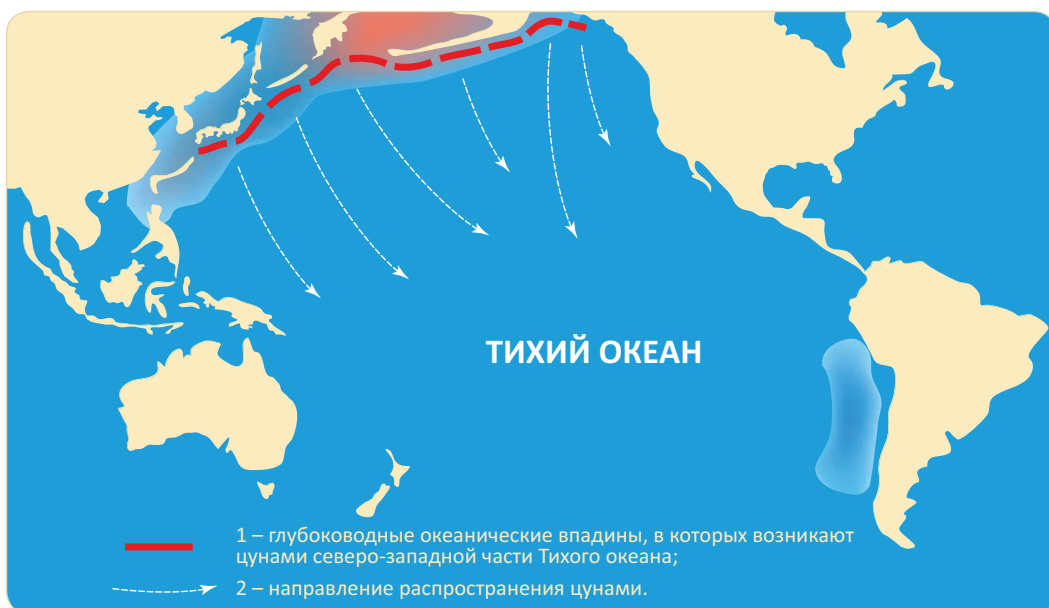 ТИХИЙ ОКЕАН
1 – глубоководные океанические впадины, в которых возникают
цунами северо-западной части Тихого океана;
2 – направление распространения цунами.